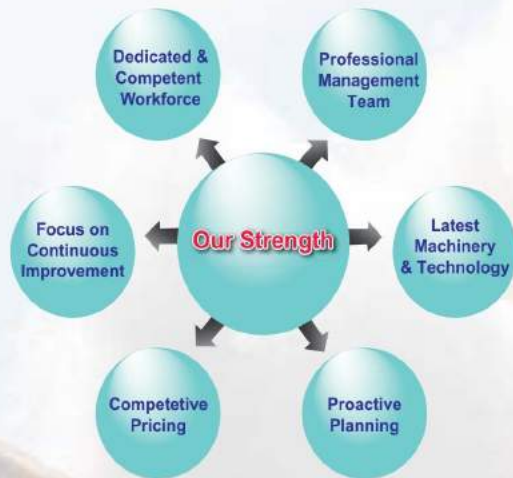 Dedicated &
Competent
Workforce
Professional
Management
Team
Focus on
Continuous
Improvement
Our Strength
Latest
Machinery
& Technology
Competetive
Pricing
Proactive
Planning